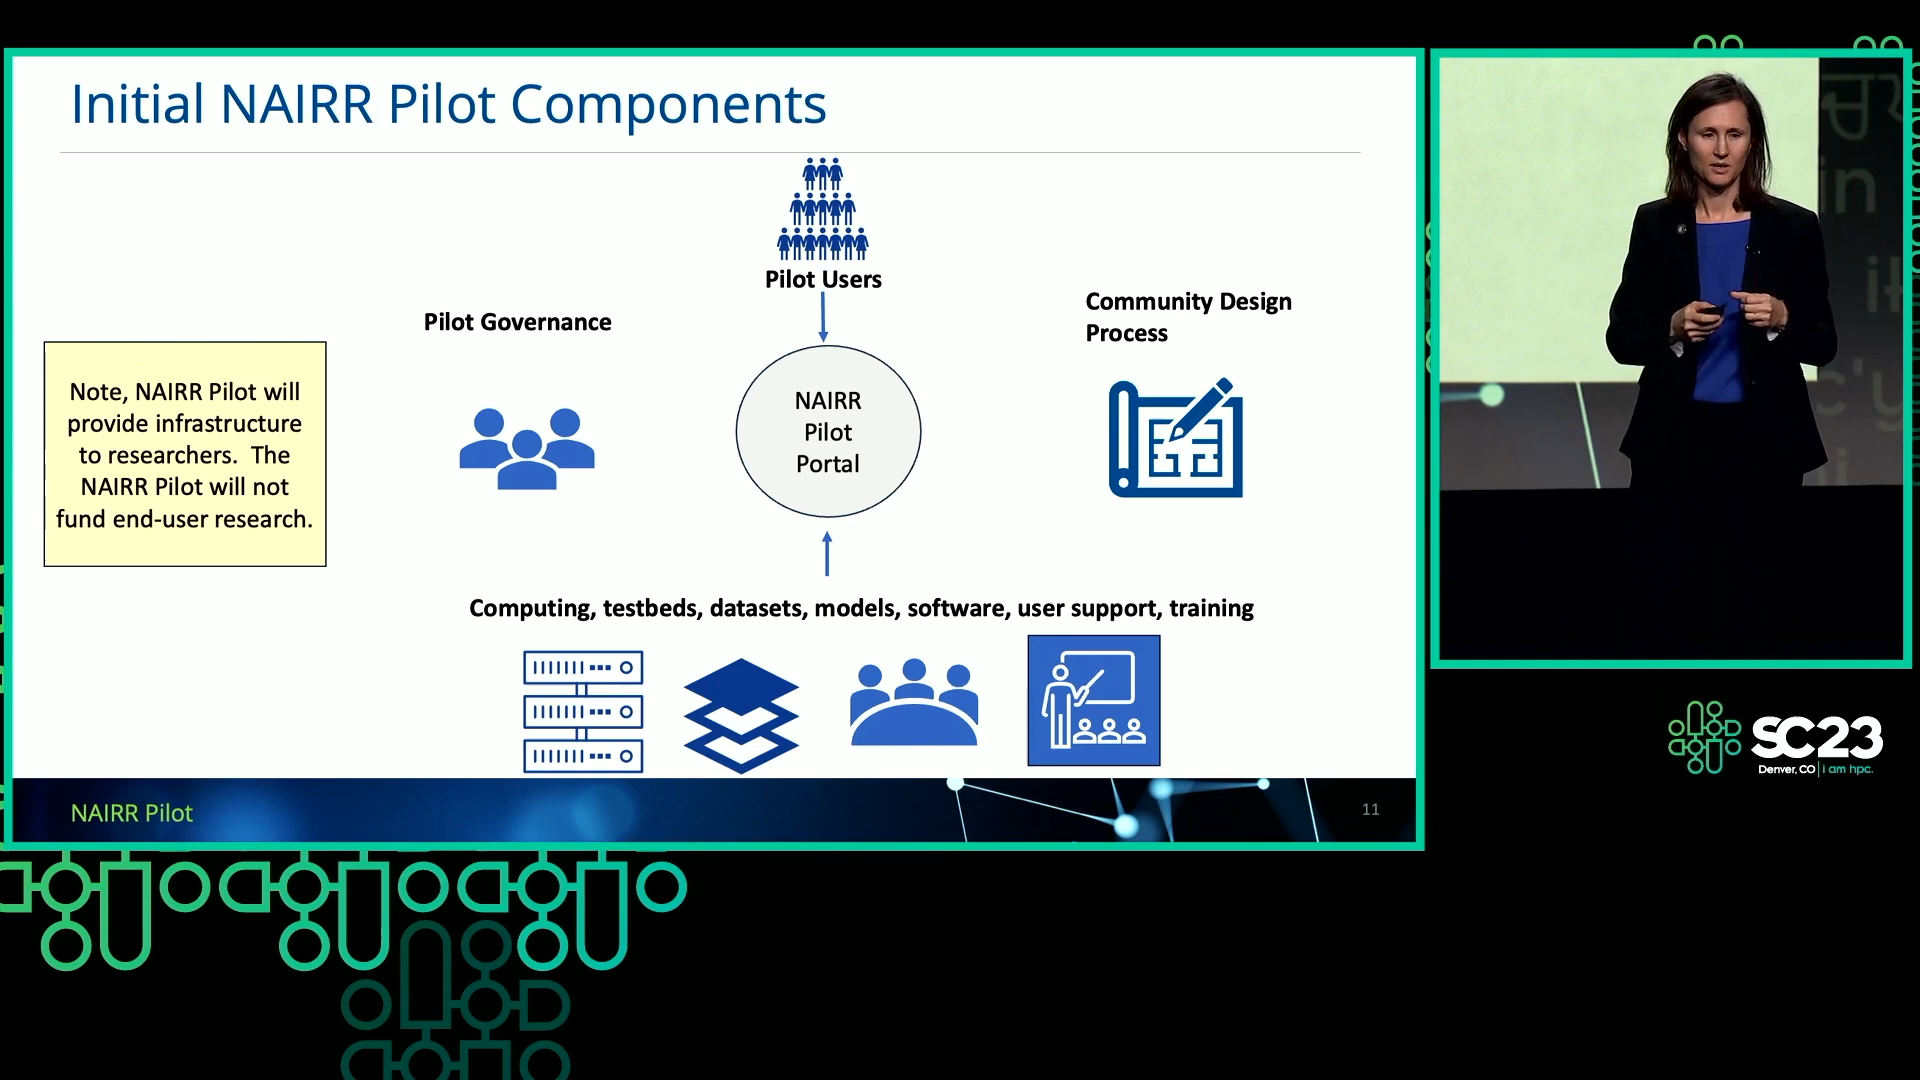 Initial NAIRR Pilot Components
Pilot Users
Pilot Governance
Community Design
Process
Note, NAIRR Pilot will
provide infrastructure
to researchers. The
NAIRR Pilot will not
fund end-user research.
NAIRR
Pilot
Portal
Computing, testbeds, datasets, models, software, user support, training
NAIRR Pilot
11
in
SC23
Denver, CO | i am hpc.